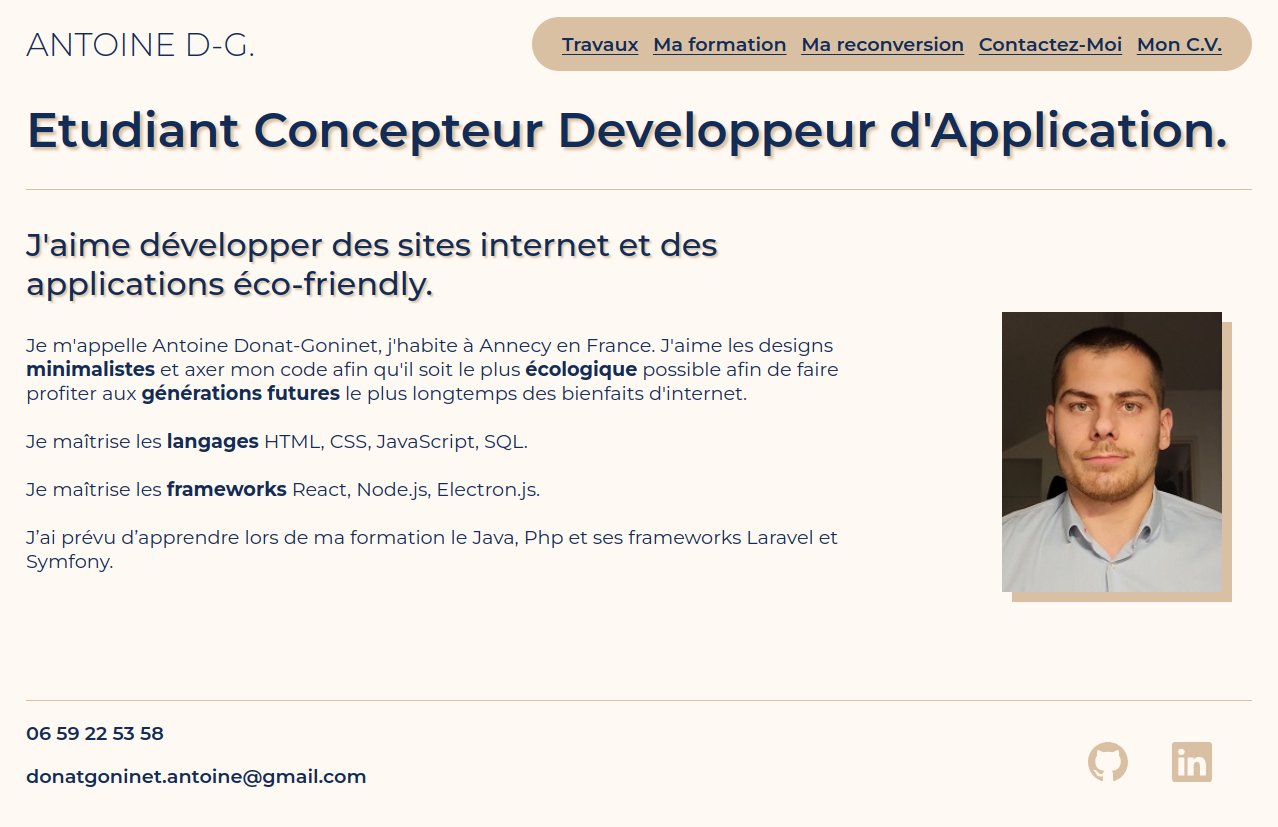 ANTOINE D-G.
Travaux Ma formation Ma reconversion Contactez-Moi Mon C.V.
Etudiant Concepteur Developpeur d'Application.
J'aime développer des sites internet et des
applications éco-friendly.
Je m'appelle Antoine Donat-Goninet, j'habite à Annecy en France. J'aime les designs
minimalistes et axer mon code afin qu'il soit le plus écologique possible afin de faire
profiter aux générations futures le plus longtemps des bienfaits d'internet.
Je maîtrise les langages HTML, CSS, JavaScript, SQL.
Je maîtrise les frameworks React, Node.js, Electron.js.
J’ai prévu d’apprendre lors de ma formation le Java, Php et ses frameworks Laravel et
Symfony.
06 59 22 53 58
donatgoninet.antoine@gmail.com
in